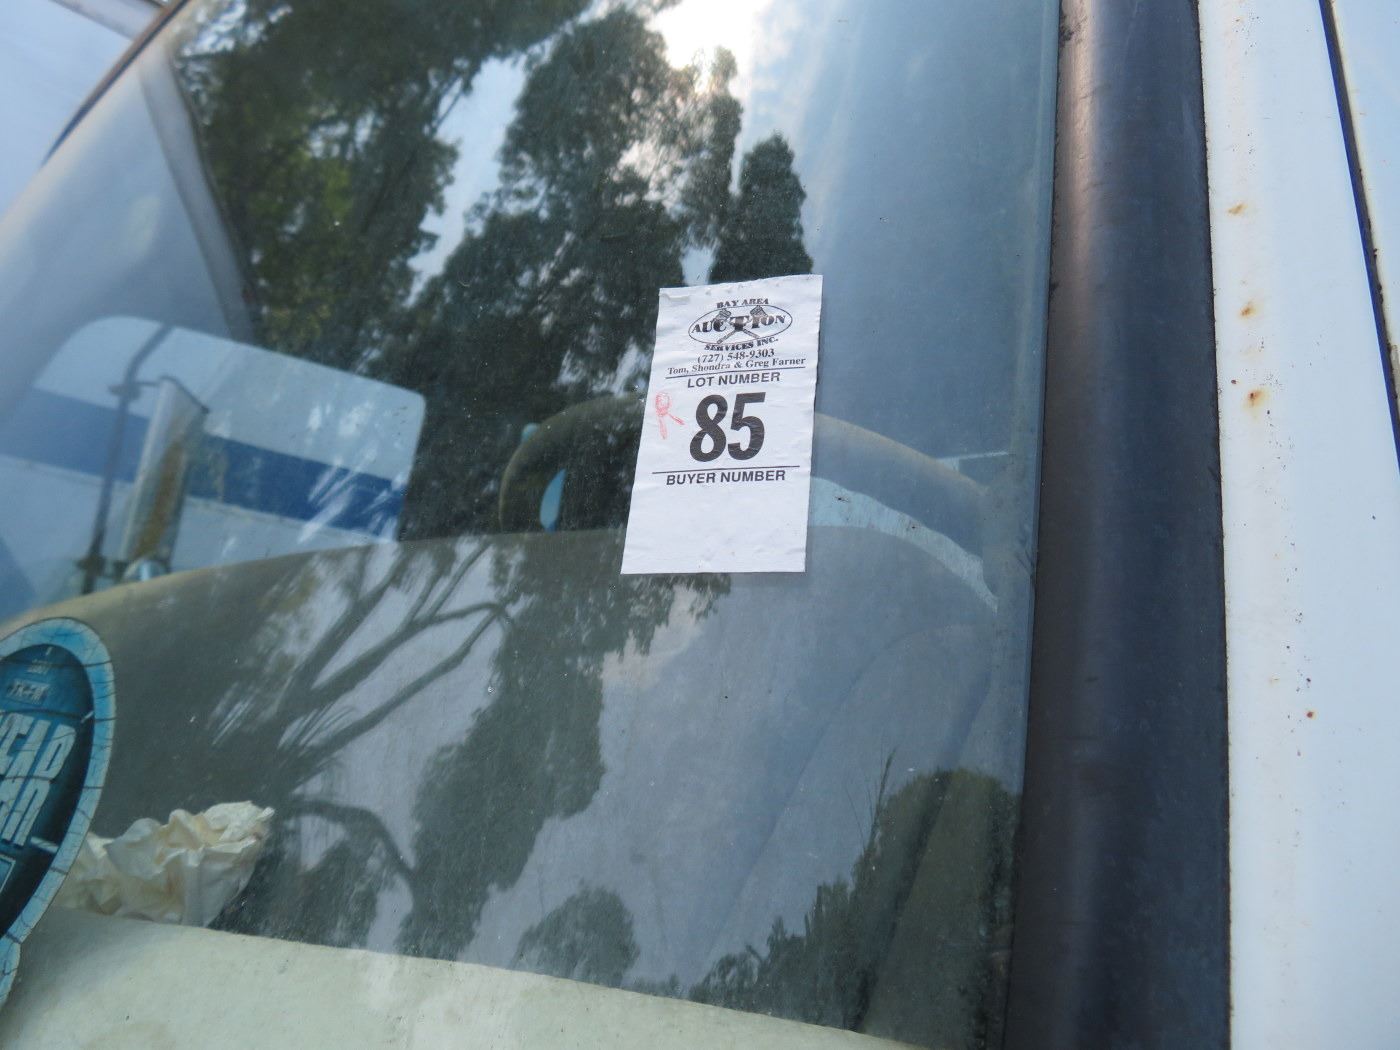 BAY AREA
AUCTION
SERVICES INC.
(727) 548-9303
Tom, Shondra & Greg Farner
LOT NUMBER
85
BUYER NUMBER